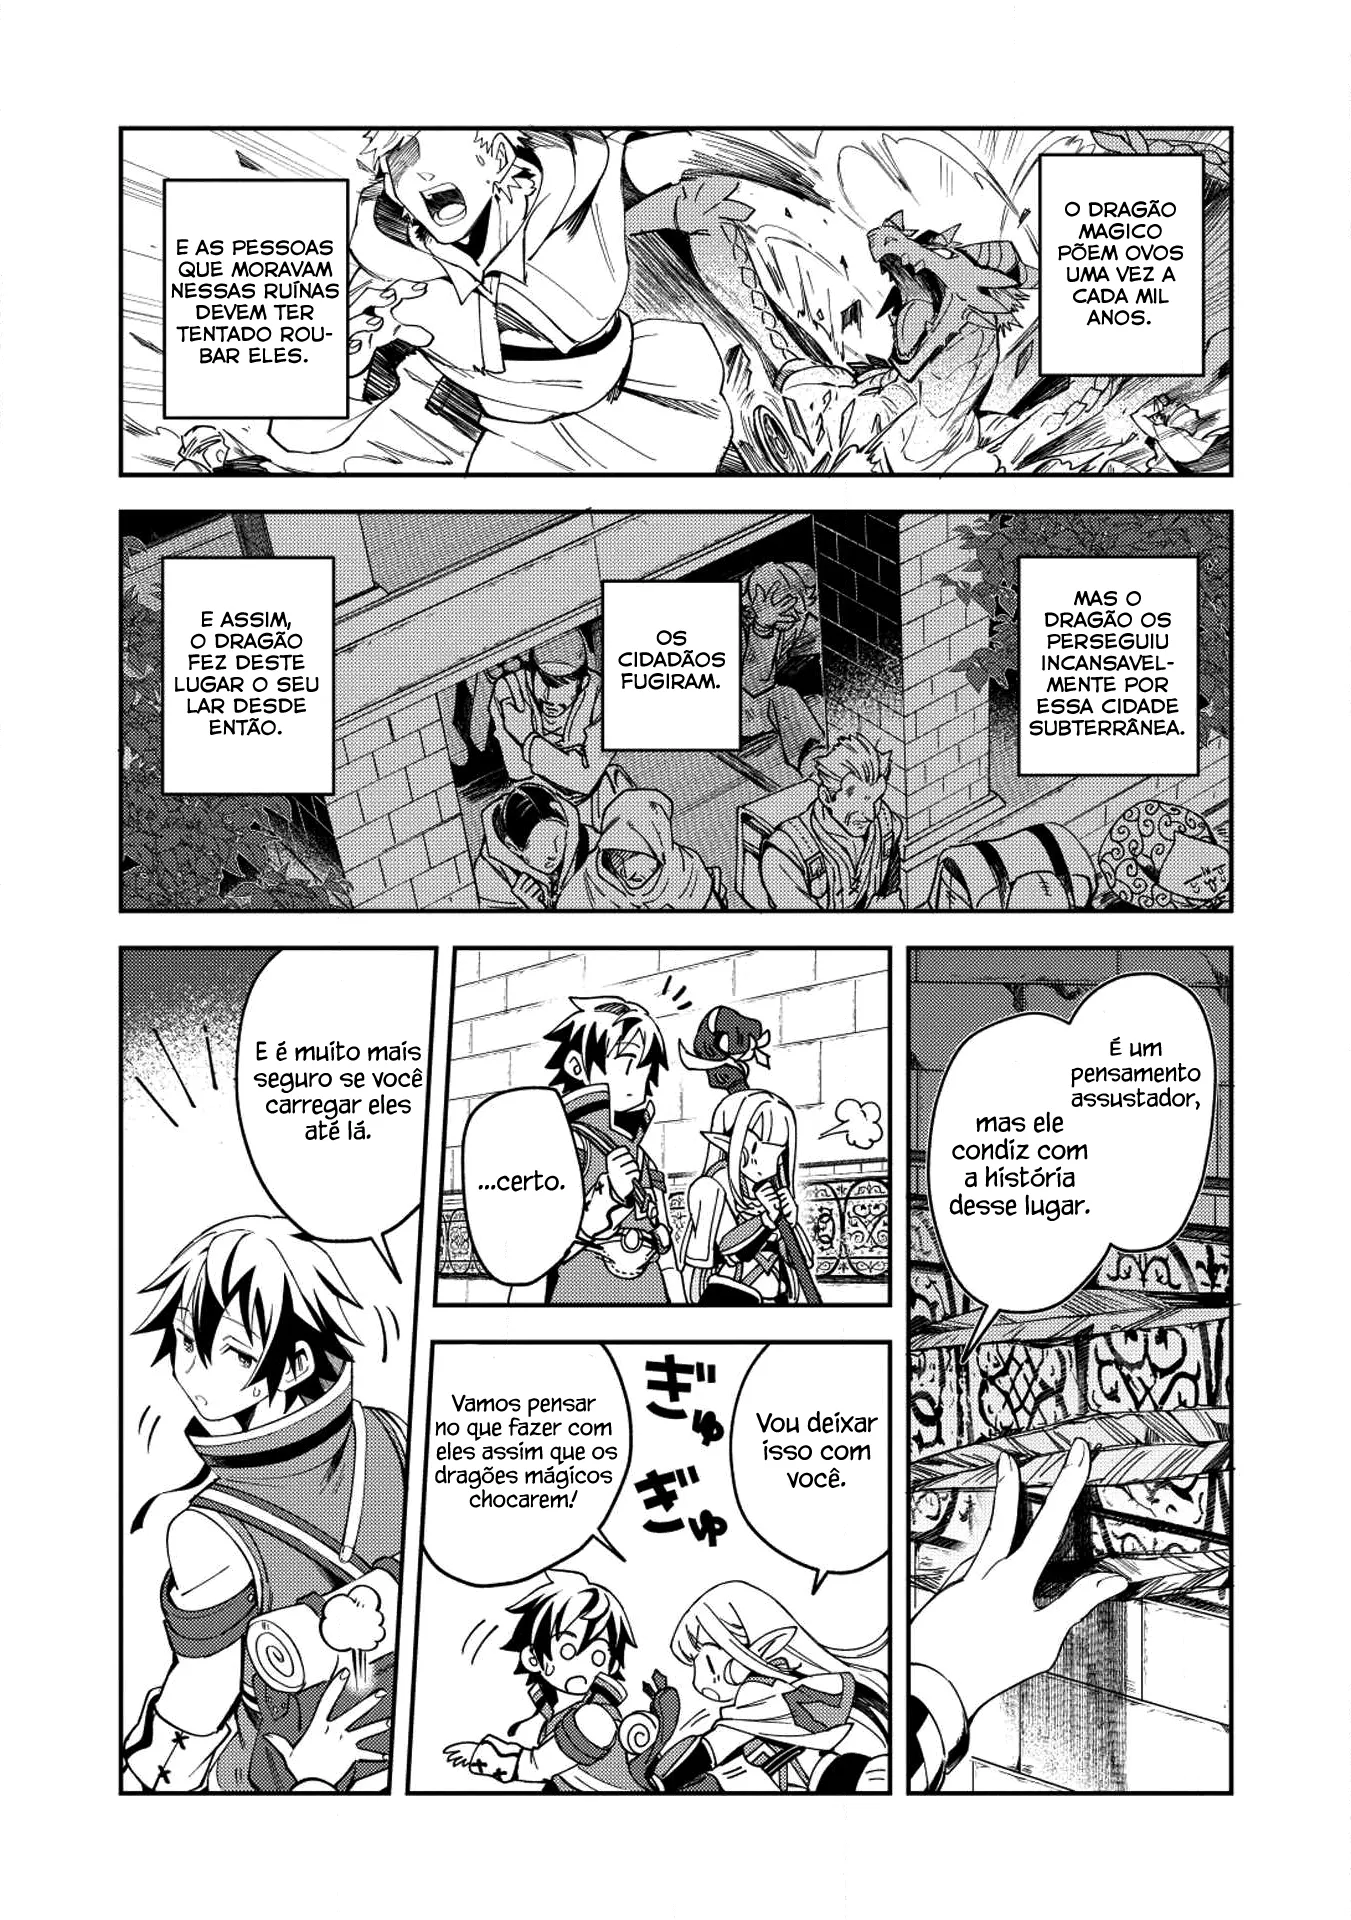 O DRAGÃO
MAGICO
PÕEM OVOS
UMA VEZ A
CADA MIL
ANOS.
E AS PESSOAS
QUE MORAVAM
NESSAS RUÍNAS
DEVEM TER
TENTADO ROU-
BAR ELES.
MAS O
DRAGÃO OS
PERSEGUIU
INCANSAVEL-
MENTE POR
ESSA CIDADE
SUBTERRÂNEA.
OS
CIDADÃOS
FUGIRAM.
E ASSIM,
O DRAGÃO
FEZ DESTE
LUGAR O SEU
LAR DESDE
ENTÃO.
É um
pensamento
assustador,
mas ele
condiz com
a história
desse lugar.
...certo.
Vou deixar
isso com
você.
ぎゅ
ぎゅ
Vamos pensar
no que fazer com
eles assim que os
dragões mágicos
chocarem!
E é muito mais
seguro se você
carregar eles
até lá.